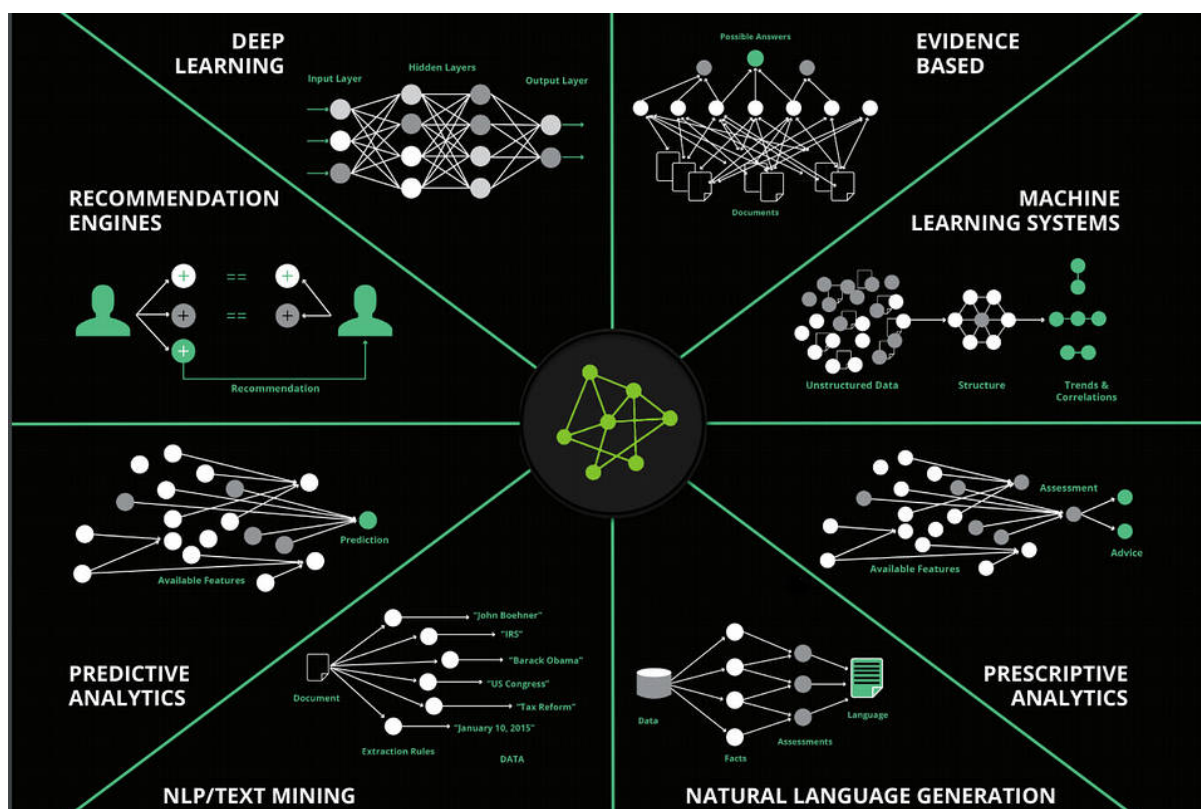 DEEP
LEARNING
Input Layer
Hidden Layers
Output Layer
Possible Answers
EVIDENCE
BASED
Documents
RECOMMENDATION
ENGINES
==
==
Recommendation
MACHINE
LEARNING SYSTEMS
Unstructured Data
Structure
Trends &
Correlations
Prediction
Available Features
PREDICTIVE
ANALYTICS
Assessment
Advice
Available Features
PRESCRIPTIVE
ANALYTICS
Document
"John Boehner"
"IRS"
"Barack Obama"
"US Congress"
"Tax Reform"
"January 10, 2015"
Extraction Rules
DATA
NLP/TEXT MINING
Data
Facts
Assessments
Language
NATURAL LANGUAGE GENERATION